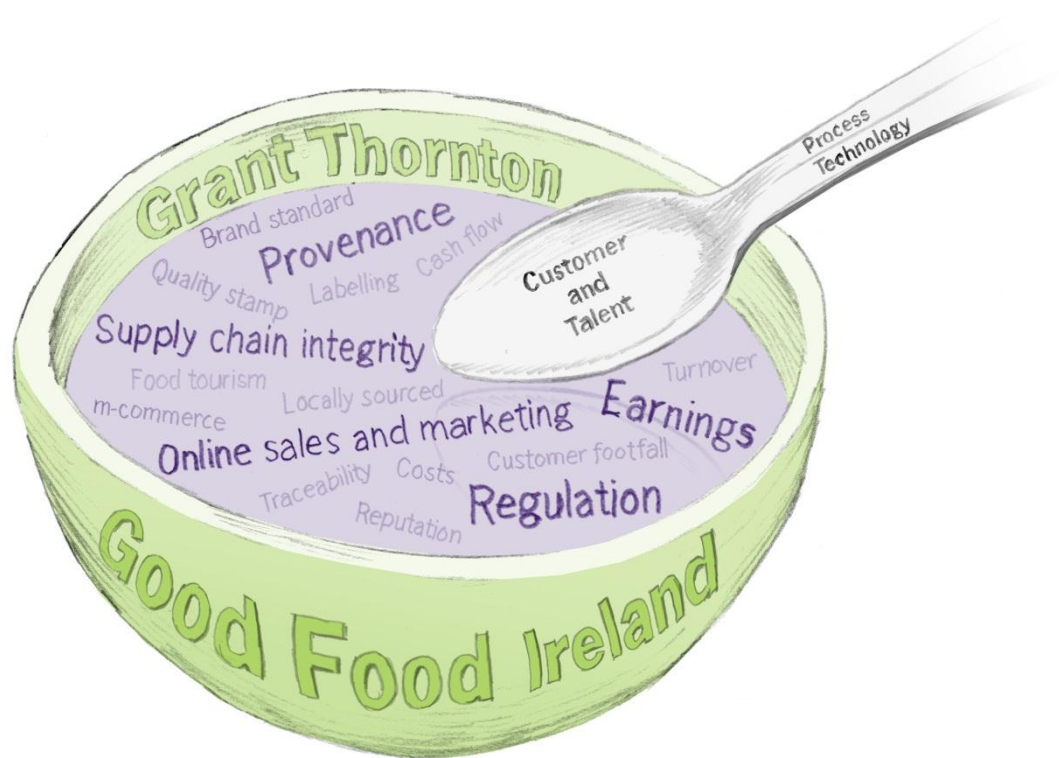 Grant Thornton
Process
Technology
Brand standard
Provenance
Cash flow
Quality stamp
Labelling
Customer
and
Talent
Supply chain integrity
Food tourism
Locally sourced
Turnover
m-commerce
Online sales and marketing
Earnings
Traceability
Costs
Customer footfall
Reputation
Regulation
Good Food Ireland